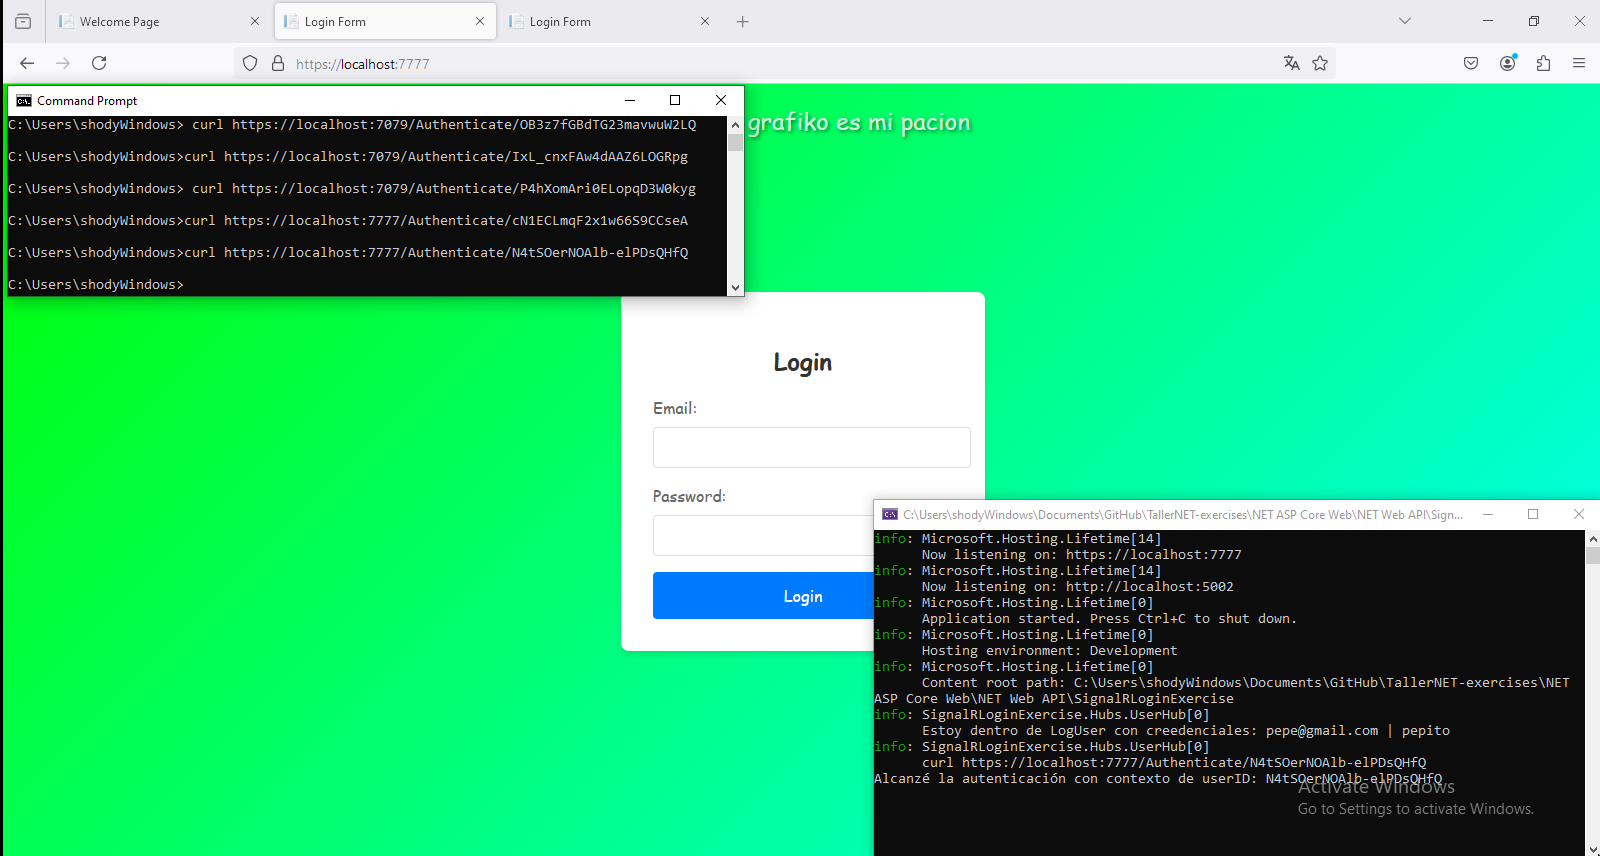 Welcome Page
Login Form
Login Form
https://localhost:7777
grafiko es mi pacion
Command Prompt
C:\Users\shodyWindows> curl https://localhost:7079/Authenticate/OB3z7fGBdTG23mavwuW2LQ
C:\Users\shodyWindows>curl https://localhost:7079/Authenticate/IxL_cnxFAw4dAAZ6LOGRpg
C:\Users\shodyWindows> curl https://localhost:7079/Authenticate/P4hXomAri0ELopqD3W0kyg
C:\Users\shodyWindows>curl https://localhost:7777/Authenticate/cN1ECLmqF2x1w66S9CCseA
C:\Users\shodyWindows>curl https://localhost:7777/Authenticate/N4tSOerNOAlb-elPDsQHfQ
C:\Users\shodyWindows>
Login
Email:
Password:
Login
C:\Users\shodyWindows\Documents\GitHub\TallerNET-exercises\NET ASP Core Web\NET Web API\Sign...
info: Microsoft.Hosting.Lifetime[14]
Now listening on: https://localhost:7777
info: Microsoft.Hosting.Lifetime[14]
Now listening on: http://localhost:5002
info: Microsoft.Hosting.Lifetime[0]
Application started. Press Ctrl+C to shut down.
info: Microsoft.Hosting.Lifetime[0]
Hosting environment: Development
info: Microsoft.Hosting.Lifetime[0]
Content root path: C:\Users\shodyWindows\Documents\GitHub\TallerNET-exercises\NET
ASP Core Web\NET Web API\SignalRLoginExercise
info: SignalRLoginExercise.Hubs.UserHub[0]
Estoy dentro de LogUser con creedenciales: pepe@gmail.com | pepito
info: SignalRLoginExercise.Hubs.UserHub[0]
curl https://localhost:7777/Authenticate/N4tSOerNOAlb-elPDsQHfQ
Alcanzé la autenticación con contexto de userID: N4tSOerNOAlb-elPDsQHfQ
Activate Windows
Go to Settings to activate Windows.